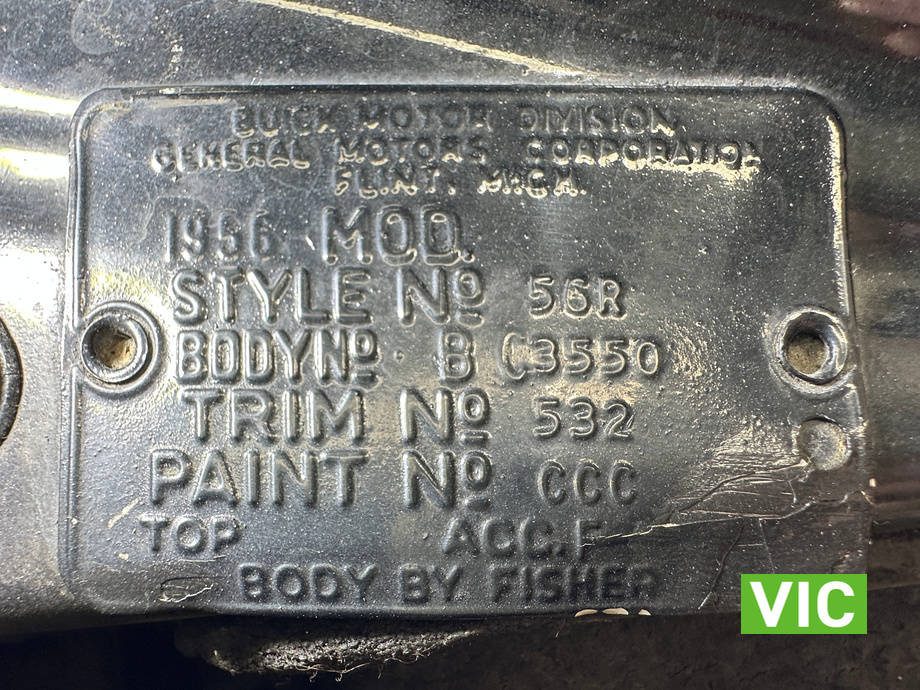 BUICK MOTOR DIVISION
GENERAL MOTORS CORPORATION
FLINT, MICH.
1956 MOD.
STYLE Nº 56R
BODY Nº B C3550
TRIM Nº 532
PAINT Nº CCC
TOP ACC.
BODY BY FISHER
VIC